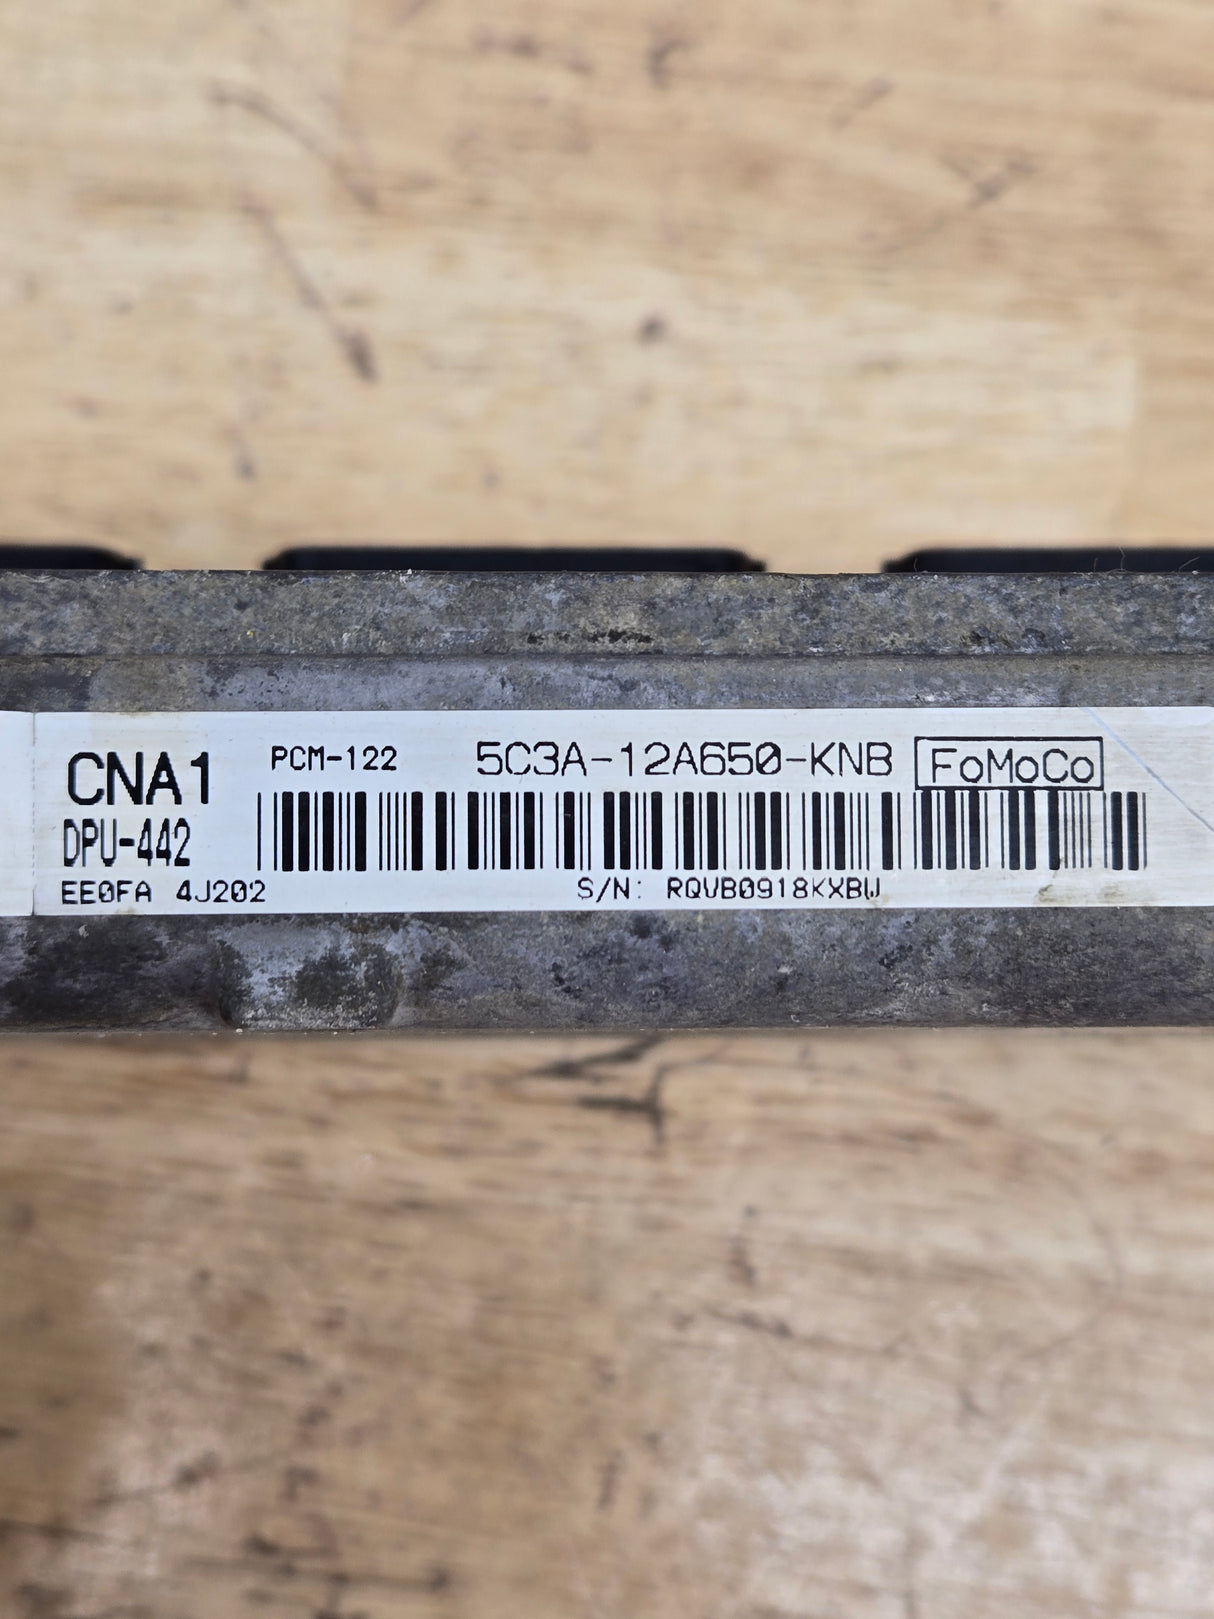 CNA1 PCM-122 5C3A-12A650-KNB FoMoCo
DPU-442
EE0FA 4J202 S/N: RQVB0918KXBW